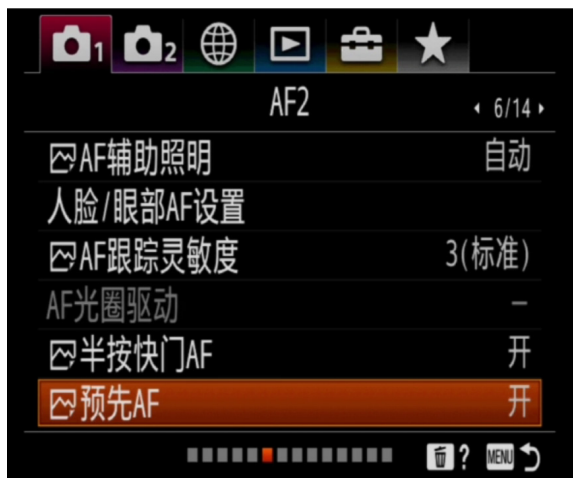 1 2
AF2 6/14
AF辅助照明 自动
人脸/眼部AF设置
AF跟踪灵敏度 3(标准)
AF光圈驱动 –
半按快门AF 开
预先AF 开
? MENU